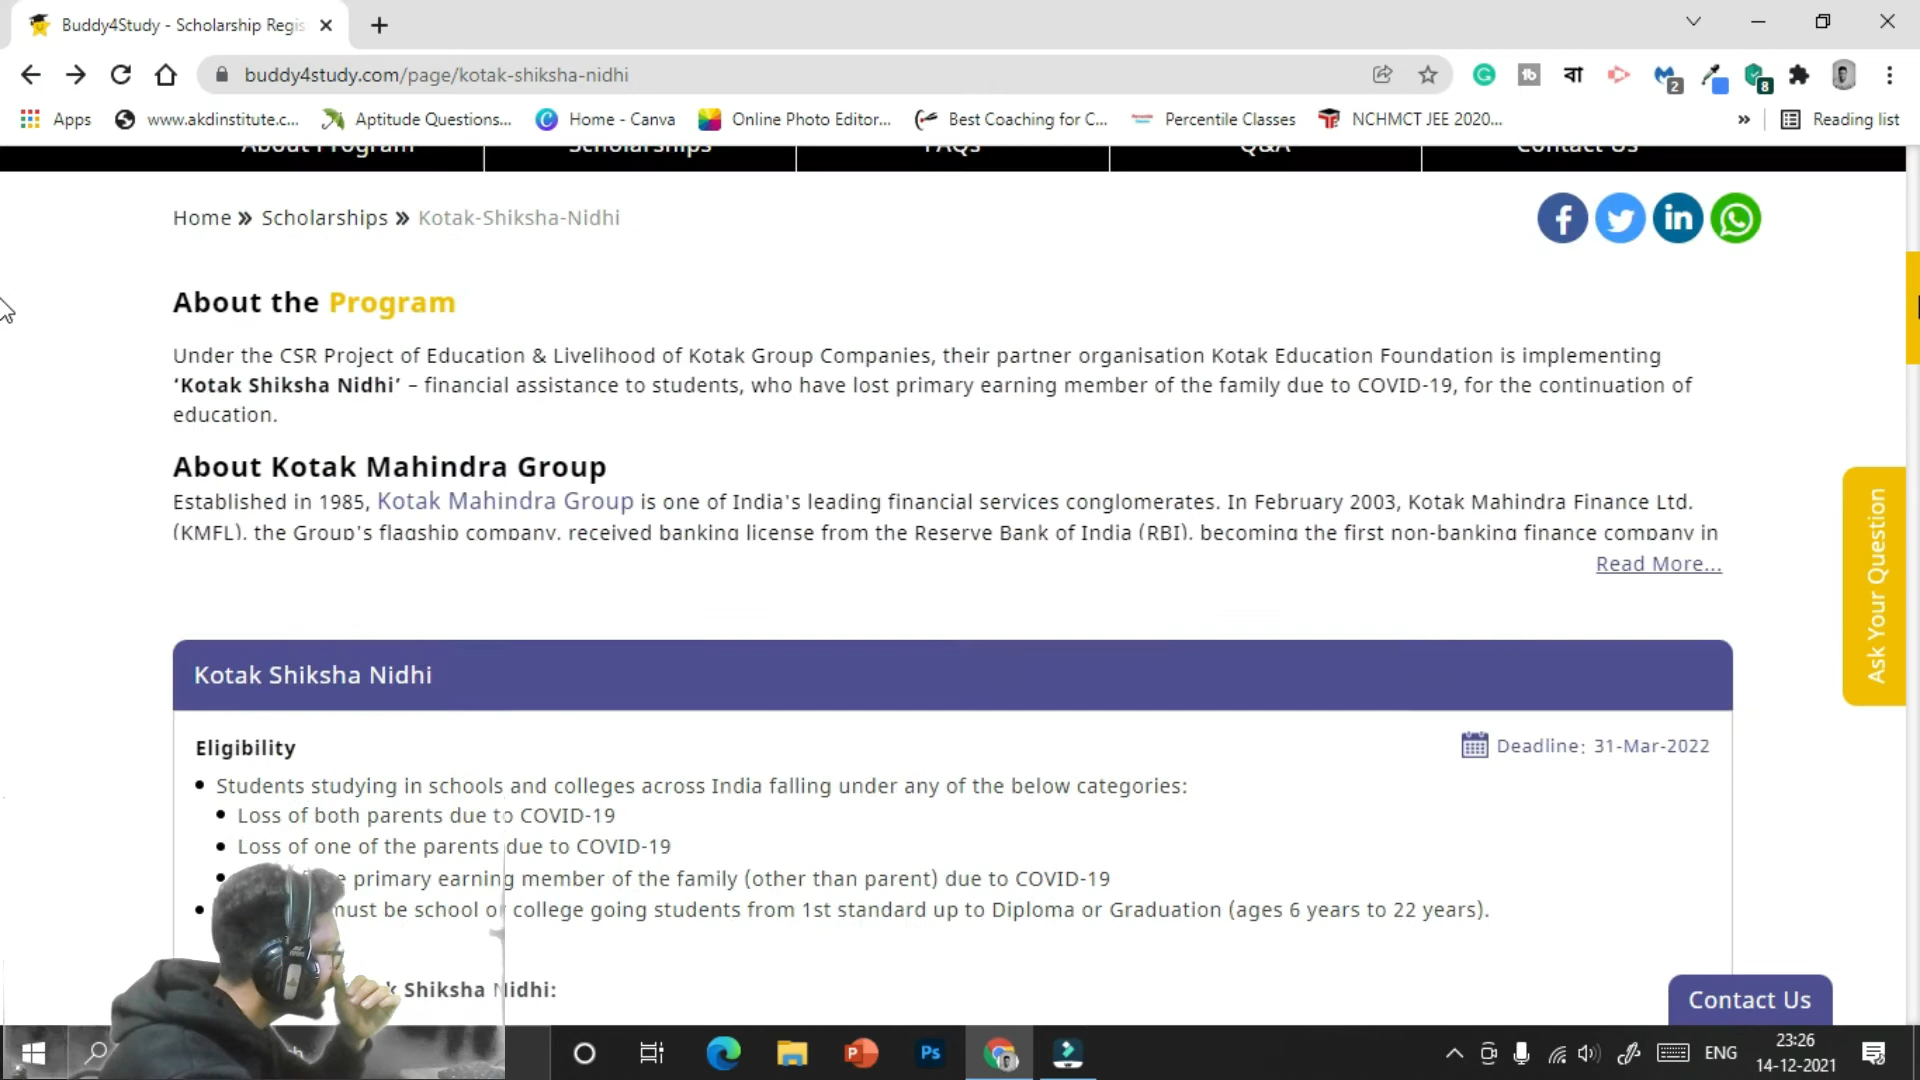 Buddy4Study - Scholarship Regis
buddy4study.com/page/kotak-shiksha-nidhi
2
8
Apps
www.akdinstitute.c...
Aptitude Questions...
Home - Canva
Online Photo Editor...
Best Coaching for C...
Percentile Classes
NCHMCT JEE 2020...
Reading list
About Program
Scholarships
FAQs
Q&A
Contact Us
Home » Scholarships » Kotak-Shiksha-Nidhi
About the Program
Under the CSR Project of Education & Livelihood of Kotak Group Companies, their partner organisation Kotak Education Foundation is implementing
‘Kotak Shiksha Nidhi’ – financial assistance to students, who have lost primary earning member of the family due to COVID-19, for the continuation of
education.
About Kotak Mahindra Group
Established in 1985, Kotak Mahindra Group is one of India's leading financial services conglomerates. In February 2003, Kotak Mahindra Finance Ltd.
(KMFL), the Group's flagship company, received banking license from the Reserve Bank of India (RBI), becoming the first non-banking finance company in
Read More...
Ask Your Question
Kotak Shiksha Nidhi
Eligibility
Deadline: 31-Mar-2022
Students studying in schools and colleges across India falling under any of the below categories:
Loss of both parents due to COVID-19
Loss of one of the parents due to COVID-19
primary earning member of the family (other than parent) due to COVID-19
must be school or college going students from 1st standard up to Diploma or Graduation (ages 6 years to 22 years).
Shiksha Nidhi:
Contact Us
Ps
ENG
23:26
14-12-2021